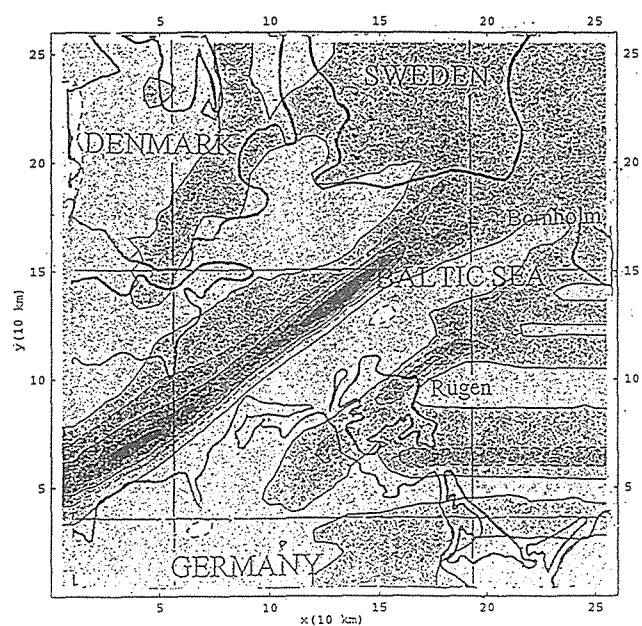 5 10 15 20 25
25
SWEDEN
DENMARK
20 20
Bornholm
15 15
BALTIC SEA
y(10 km)
10 10
Rügen
5 5
GERMANY
5 10 15 20 25
x(10 km)